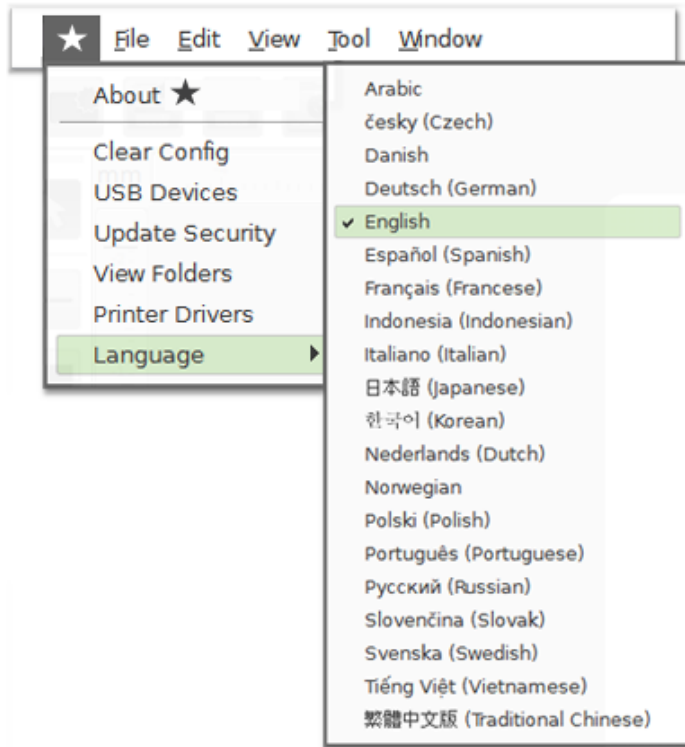 File Edit View Tool Window
About
Clear Config
USB Devices
Update Security
View Folders
Printer Drivers
Language
Arabic
česky (Czech)
Danish
Deutsch (German)
English
Español (Spanish)
Français (Francese)
Indonesia (Indonesian)
Italiano (Italian)
日本語 (Japanese)
한국어 (Korean)
Nederlands (Dutch)
Norwegian
Polski (Polish)
Português (Portuguese)
Русский (Russian)
Slovenčina (Slovak)
Svenska (Swedish)
Tiếng Việt (Vietnamese)
繁體中文版 (Traditional Chinese)